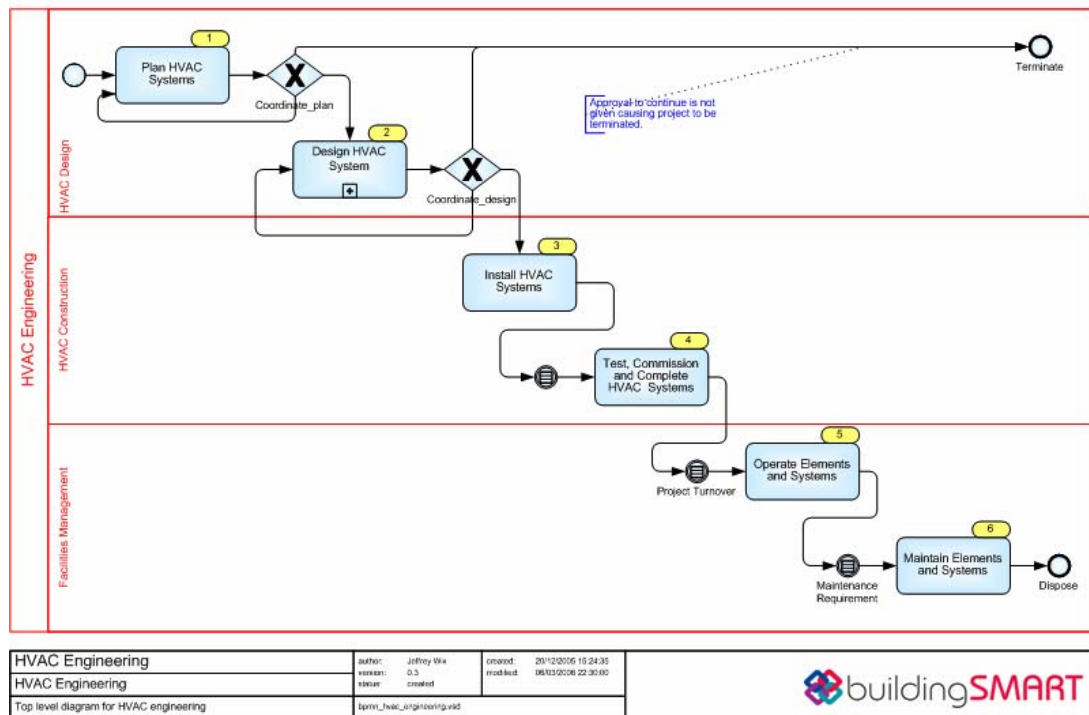 HVAC Engineering
HVAC Design
HVAC Construction
Facilities Management
1
Plan HVAC
Systems
X
Coordinate_plan
Terminate
Approval to continue is not
given causing project to be
terminated.
2
Design HVAC
System
X
Coordinate_design
3
Install HVAC
Systems
4
Test, Commission
and Complete
HVAC Systems
5
Operate Elements
and Systems
Project Turnover
6
Maintain Elements
and Systems
Maintenance
Requirement
Dispose
HVAC Engineering
HVAC Engineering
Top level diagram for HVAC engineering
author: Jeffrey Wix
version: 0.3
status: created
created: 20/12/2005 15:24:35
modified: 06/03/2006 22:30:00
bpmn_hvac_engineering.vsd
buildingSMART